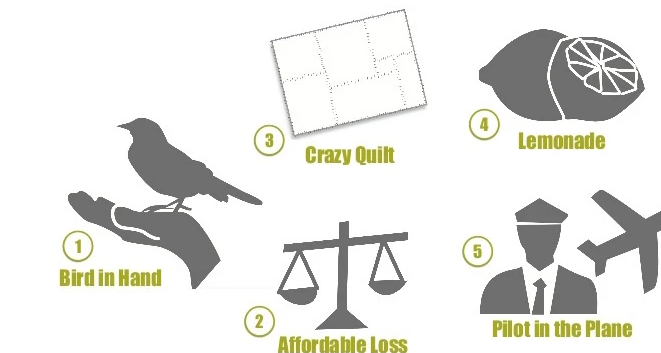 1
Bird in Hand
2
Affordable Loss
3
Crazy Quilt
4
Lemonade
5
Pilot in the Plane